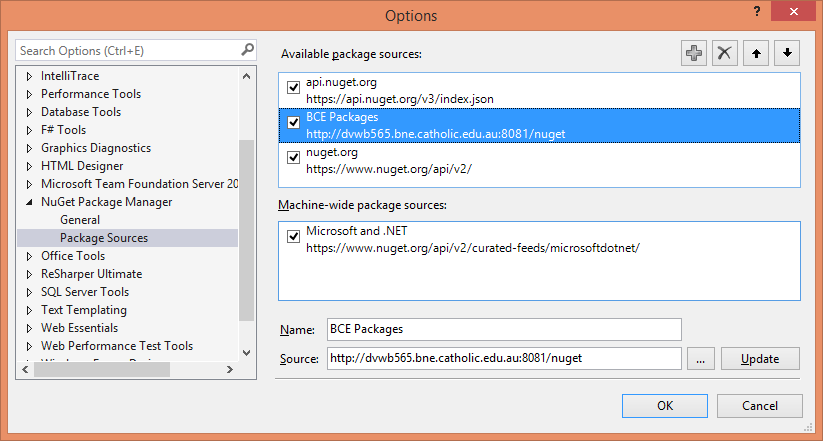 Options
?
Search Options (Ctrl+E)
IntelliTrace
Performance Tools
Database Tools
F# Tools
Graphics Diagnostics
HTML Designer
Microsoft Team Foundation Server 20
NuGet Package Manager
General
Package Sources
Office Tools
ReSharper Ultimate
SQL Server Tools
Text Templating
Web Essentials
Web Performance Test Tools
Available package sources:
api.nuget.org
https://api.nuget.org/v3/index.json
BCE Packages
http://dvwb565.bne.catholic.edu.au:8081/nuget
nuget.org
https://www.nuget.org/api/v2/
Machine-wide package sources:
Microsoft and .NET
https://www.nuget.org/api/v2/curated-feeds/microsoftdotnet/
Name: BCE Packages
Source: http://dvwb565.bne.catholic.edu.au:8081/nuget ... Update
OK Cancel